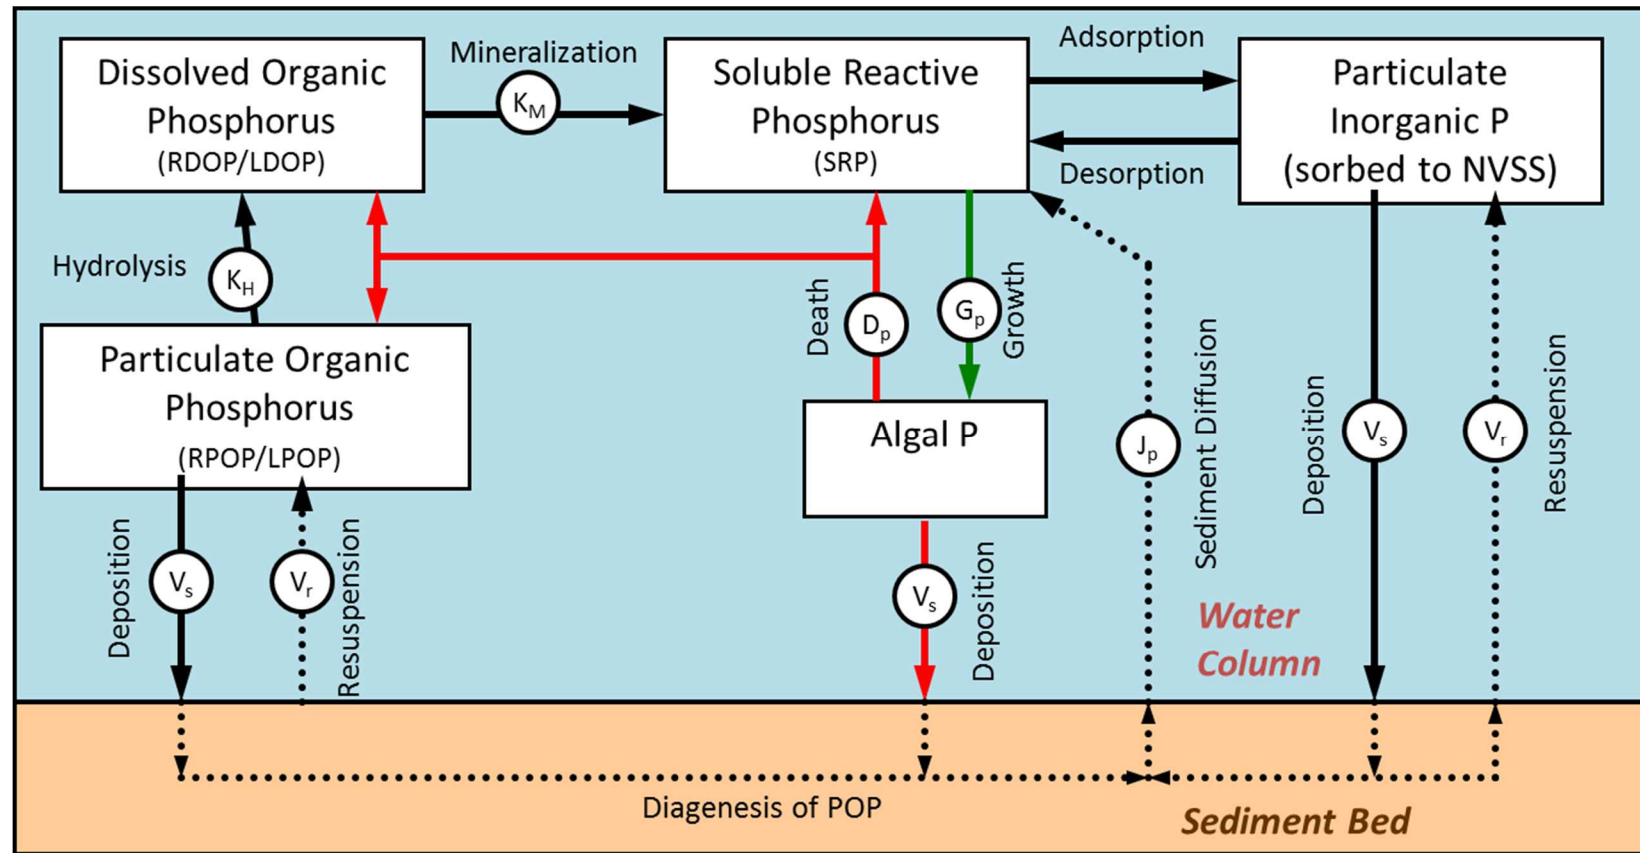 Dissolved Organic
Phosphorus
(RDOP/LDOP)
Mineralization
K_M
Soluble Reactive
Phosphorus
(SRP)
Adsorption
Desorption
Particulate
Inorganic P
(sorbed to NVSS)
Hydrolysis
K_H
Particulate Organic
Phosphorus
(RPOP/LPOP)
Death
D_p
G_p
Growth
Algal P
J_p
Sediment Diffusion
Deposition
V_s
V_r
Resuspension
Deposition
V_s
V_r
Resuspension
V_s
Deposition
Water
Column
Diagenesis of POP
Sediment Bed